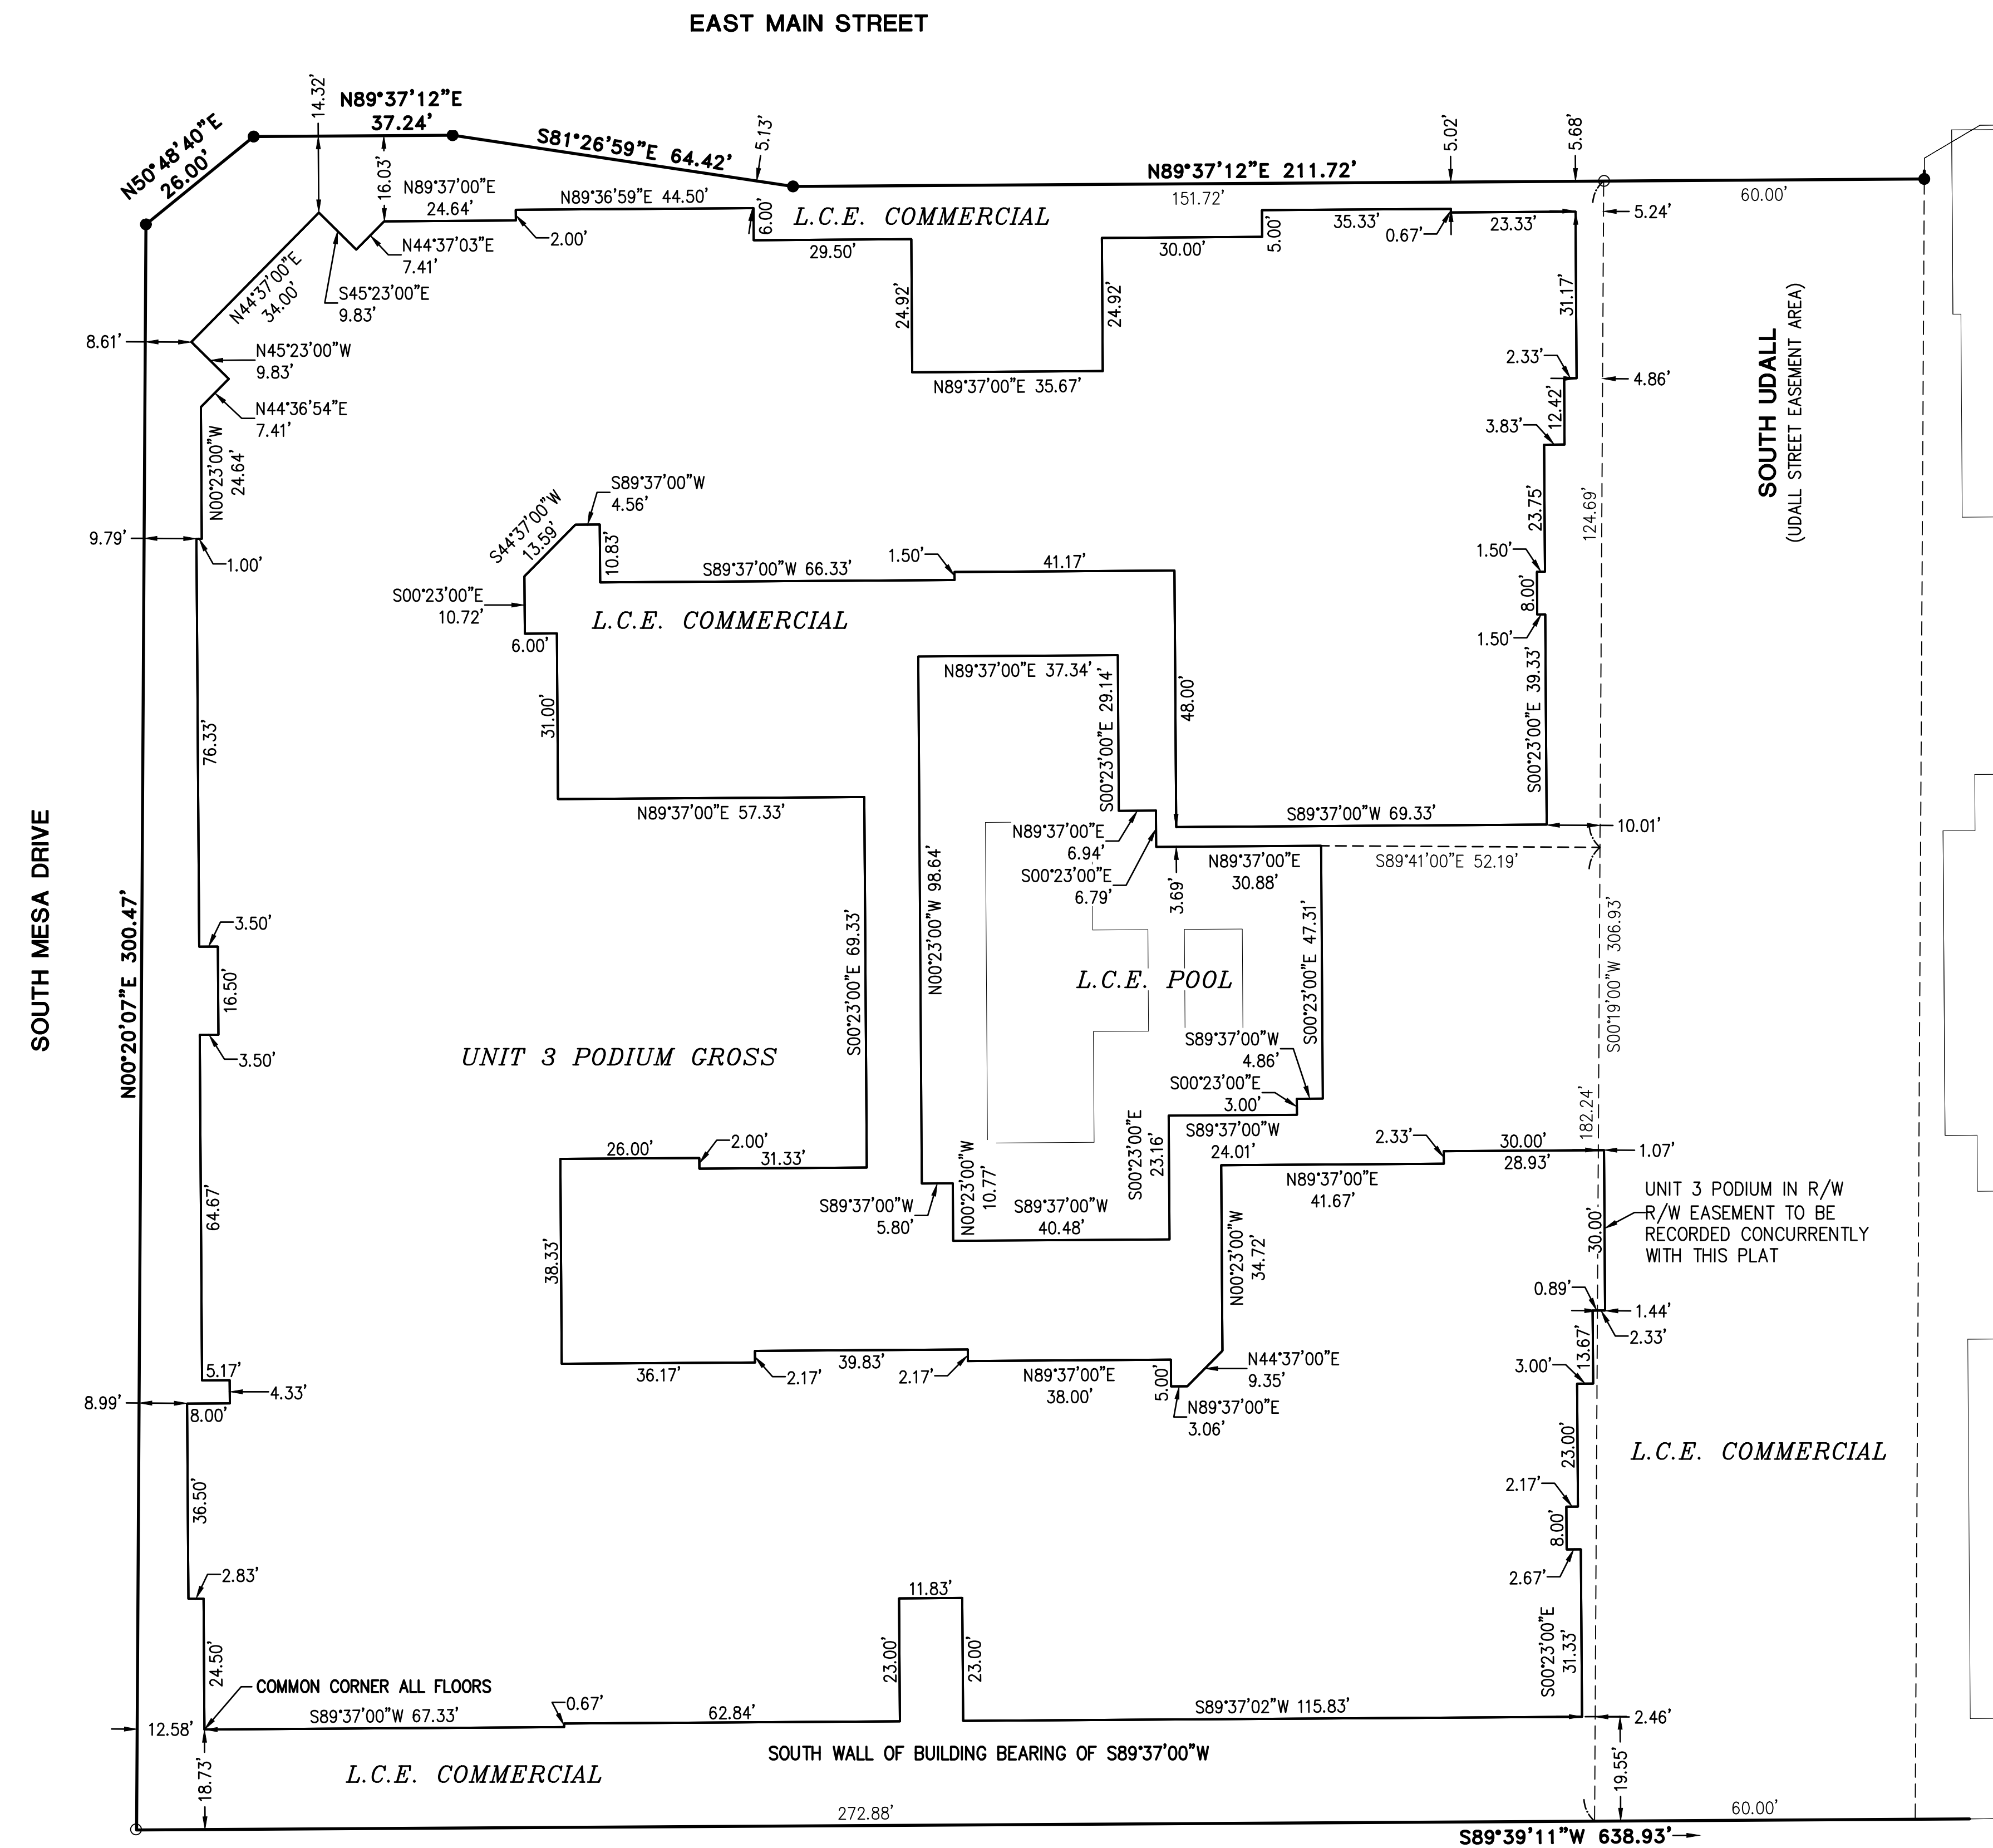 EAST MAIN STREET
N50°48'40"E
26.00'
14.32'
N89°37'12"E
37.24'
16.03'
S81°26'59"E 64.42'
5.13'
N89°37'12"E 211.72'
151.72'
5.02'
5.68'
60.00'
5.24'
N89°37'00"E
24.64'
N89°36'59"E 44.50'
2.00'
6.00'
L.C.E. COMMERCIAL
29.50'
30.00'
5.00'
35.33'
0.67'
23.33'
N44°37'03"E
7.41'
S45°23'00"E
9.83'
N44°37'00"E
34.00'
8.61'
N45°23'00"W
9.83'
N44°36'54"E
7.41'
24.92'
24.92'
N89°37'00"E 35.67'
31.17'
2.33'
4.86'
12.42'
3.83'
SOUTH UDALL
(UDALL STREET EASEMENT AREA)
N00°23'00"W
24.64'
9.79'
1.00'
S89°37'00"W
4.56'
S44°37'00"W
13.59'
10.83'
S89°37'00"W 66.33'
1.50'
41.17'
23.75'
124.69'
1.50'
8.00'
1.50'
S00°23'00"E
10.72'
L.C.E. COMMERCIAL
6.00'
31.00'
N89°37'00"E 37.34'
S00°23'00"E 29.14'
48.00'
S00°23'00"E 39.33'
76.33'
N89°37'00"E 57.33'
S89°37'00"W 69.33'
10.01'
N89°37'00"E
6.94'
S00°23'00"E
6.79'
3.69'
N89°37'00"E
30.88'
S89°41'00"E 52.19'
SOUTH MESA DRIVE
N00°20'07"E 300.47'
3.50'
16.50'
3.50'
S00°23'00"E 69.33'
N00°23'00"W 98.64'
L.C.E. POOL
S00°23'00"E 47.31'
S00°19'00"W 306.93'
UNIT 3 PODIUM GROSS
S89°37'00"W
4.86'
S00°23'00"E
3.00'
S89°37'00"W
24.01'
182.24'
26.00'
2.00'
31.33'
S00°23'00"E
23.16'
2.33'
30.00'
28.93'
1.07'
64.67'
S89°37'00"W
5.80'
N00°23'00"W
10.77'
S89°37'00"W
40.48'
N89°37'00"E
41.67'
UNIT 3 PODIUM IN R/W
R/W EASEMENT TO BE
RECORDED CONCURRENTLY
WITH THIS PLAT
38.33'
N00°23'00"W
34.72'
30.00'
0.89'
1.44'
2.33'
13.67'
3.00'
5.17'
4.33'
8.99'
8.00'
36.17'
2.17'
39.83'
2.17'
N89°37'00"E
38.00'
5.00'
N44°37'00"E
9.35'
N89°37'00"E
3.06'
23.00'
L.C.E. COMMERCIAL
36.50'
2.17'
8.00'
2.67'
2.83'
11.83'
23.00'
23.00'
24.50'
S00°23'00"E
31.33'
COMMON CORNER ALL FLOORS
S89°37'00"W 67.33'
0.67'
62.84'
S89°37'02"W 115.83'
12.58'
2.46'
SOUTH WALL OF BUILDING BEARING OF S89°37'00"W
L.C.E. COMMERCIAL
18.73'
19.55'
272.88'
60.00'
S89°39'11"W 638.93'